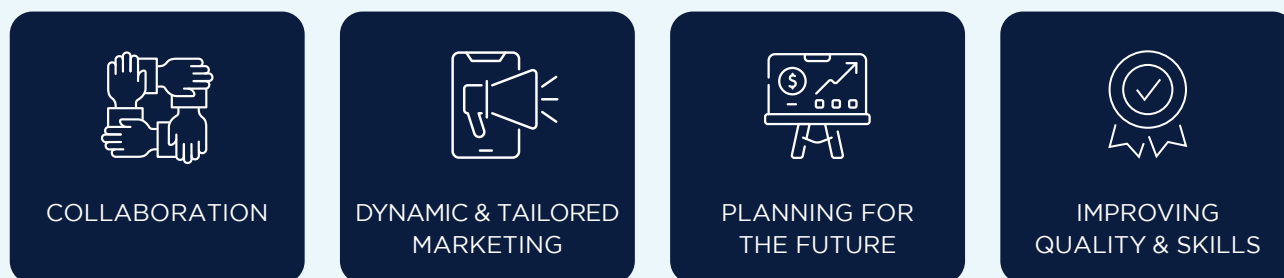 COLLABORATION
DYNAMIC & TAILORED
MARKETING
$
PLANNING FOR
THE FUTURE
IMPROVING
QUALITY & SKILLS